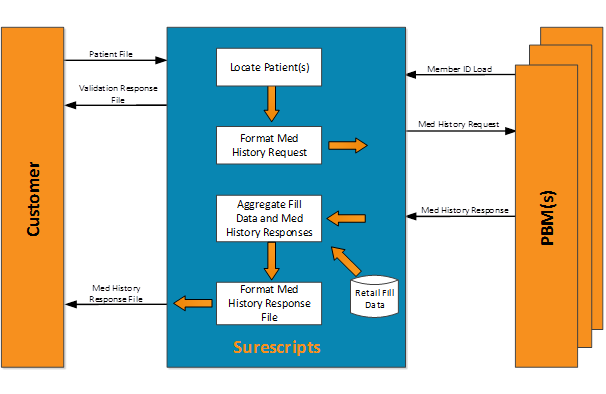 Customer
Patient File
Validation Response
File
Med History
Response File
Locate Patient(s)
Format Med
History Request
Aggregate Fill
Data and Med
History Responses
Format Med
History Response
File
Retail Fill
Data
Surescripts
Member ID Load
Med History Request
Med History Response
PBM(s)